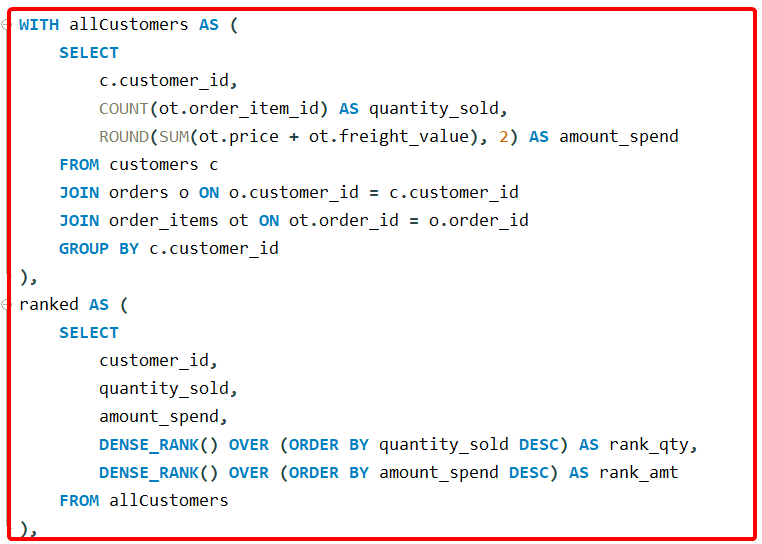 WITH allCustomers AS (
    SELECT
        c.customer_id,
        COUNT(ot.order_item_id) AS quantity_sold,
        ROUND(SUM(ot.price + ot.freight_value), 2) AS amount_spend
    FROM customers c
    JOIN orders o ON o.customer_id = c.customer_id
    JOIN order_items ot ON ot.order_id = o.order_id
    GROUP BY c.customer_id
),
ranked AS (
    SELECT
        customer_id,
        quantity_sold,
        amount_spend,
        DENSE_RANK() OVER (ORDER BY quantity_sold DESC) AS rank_qty,
        DENSE_RANK() OVER (ORDER BY amount_spend DESC) AS rank_amt
    FROM allCustomers
),